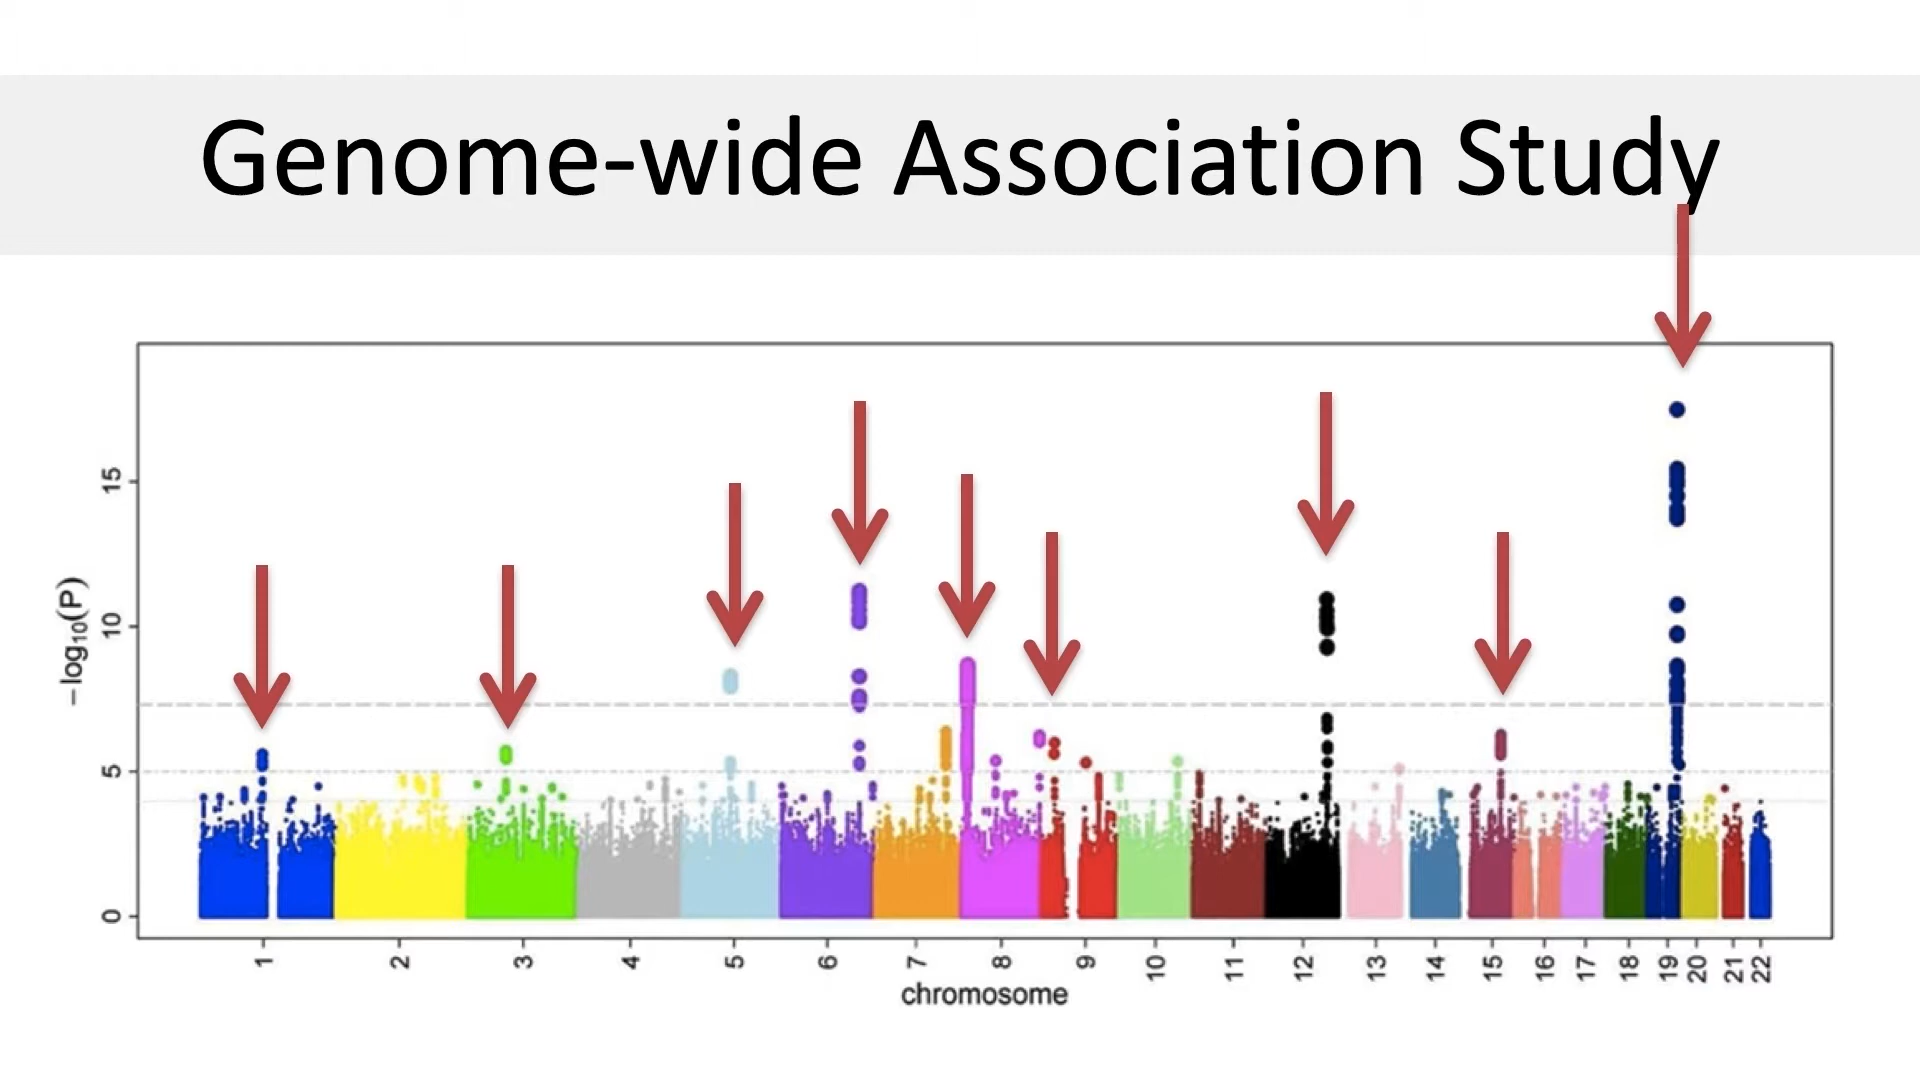 Genome-wide Association Study
15
10
5
0
−log10(P)
1 2 3 4 5 6 7 8 9 10 11 12 13 14 15 16 17 18 19 20 21 22
chromosome